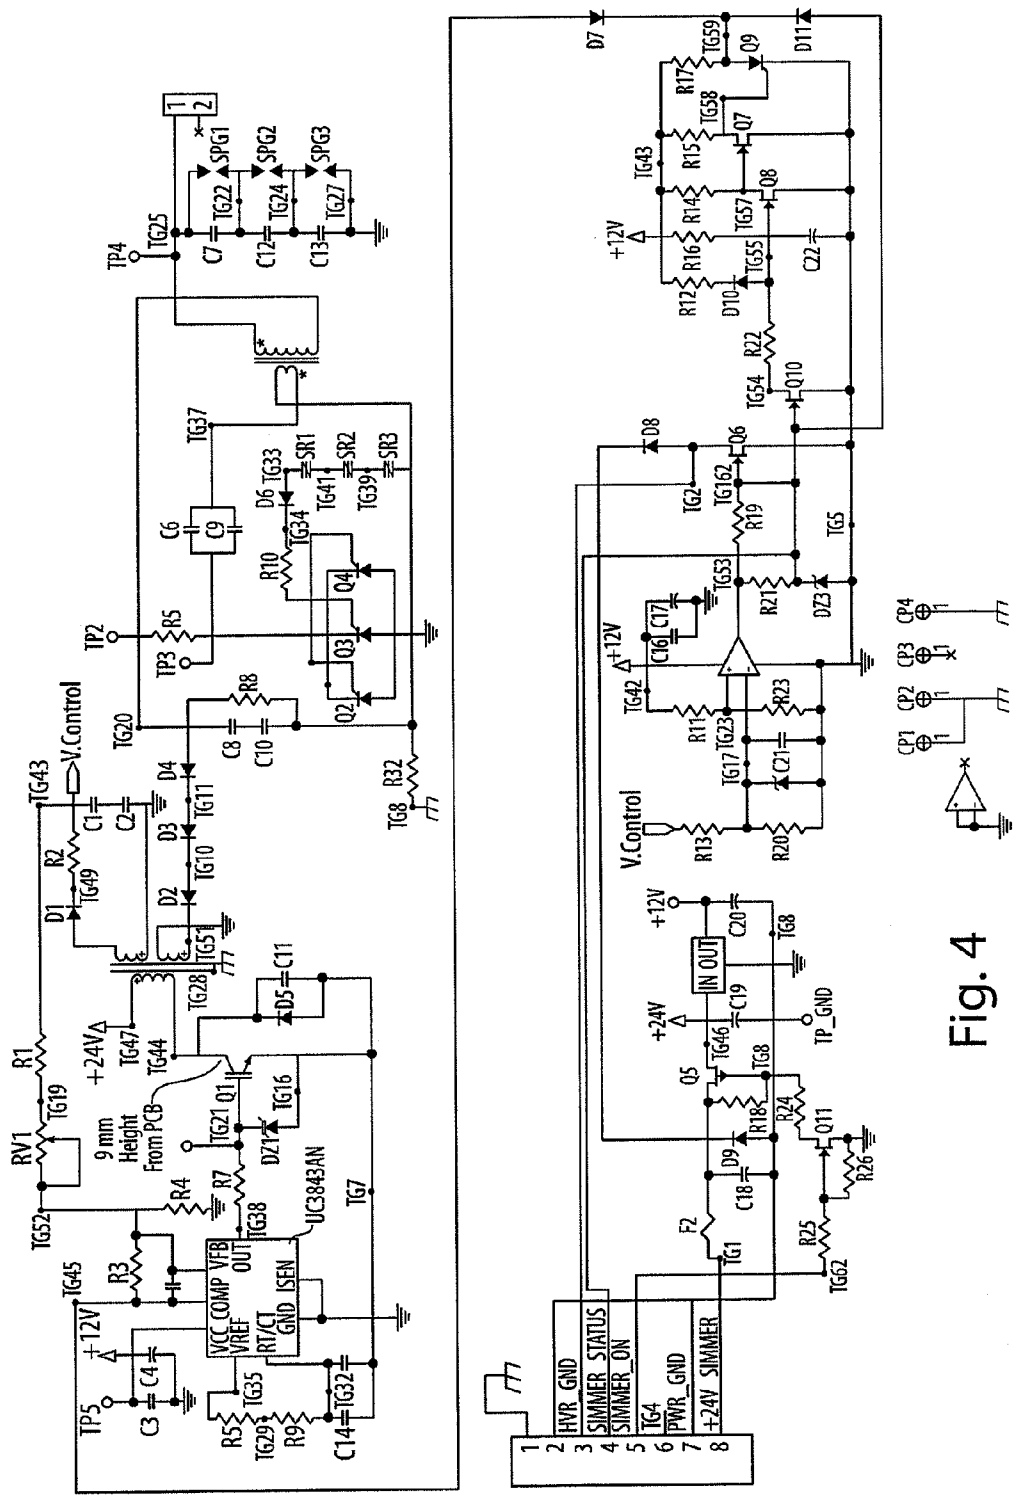 TP5
+12V
TG45
TG52
RV1
TG19
R1
TG43
V.Control
TG20
TP2
TP3
TG37
TP4
TG25
1
2
C3
C4
R3
R4
9 mm
Height
From PCB
+24V
TG47
TG44
D1
TG49
R2
C1
C2
R5
C6
C9
C7
TG22
SPG1
C12
TG24
SPG2
C13
TG27
SPG3
VCC COMP VFB
VREF
OUT
RT/CT
GND
ISEN
UC3843AN
R7
TG38
TG21
DZ1
Q1
TG16
TG28
TG51
D5
C11
D2
TG10
D3
TG11
D4
R8
C8
C10
R10
TG34
D6
TG33
SR1
TG41
SR2
TG39
SR3
Q2
Q3
Q4
R32
TG8
R5
TG35
TG29
R9
TG32
C14
TG7
D7
TG59
D11
R17
Q9
TG58
TG43
R15
Q7
+12V
R14
TG57
Q8
R16
TG55
C22
R12
D10
R22
TG54
Q10
D8
TG2
Q6
TG162
R19
TG5
TG53
R21
DZ3
+12V
C16
C17
TG42
R11
TG23
R23
TG17
C21
V.Control
R13
R20
+12V
C20
IN OUT
TG8
+24V
C19
TP_GND
TG46
Q5
TG8
R18
R24
D9
Q11
C18
R26
F2
TG1
R25
TG62
1
2
3
4
5
6
7
8
HVR_GND
SIMMER_STATUS
SIMMER_ON
TG4
PWR_GND
+24V SIMMER
CP1
1
CP2
1
CP3
1
CP4
1
Fig. 4